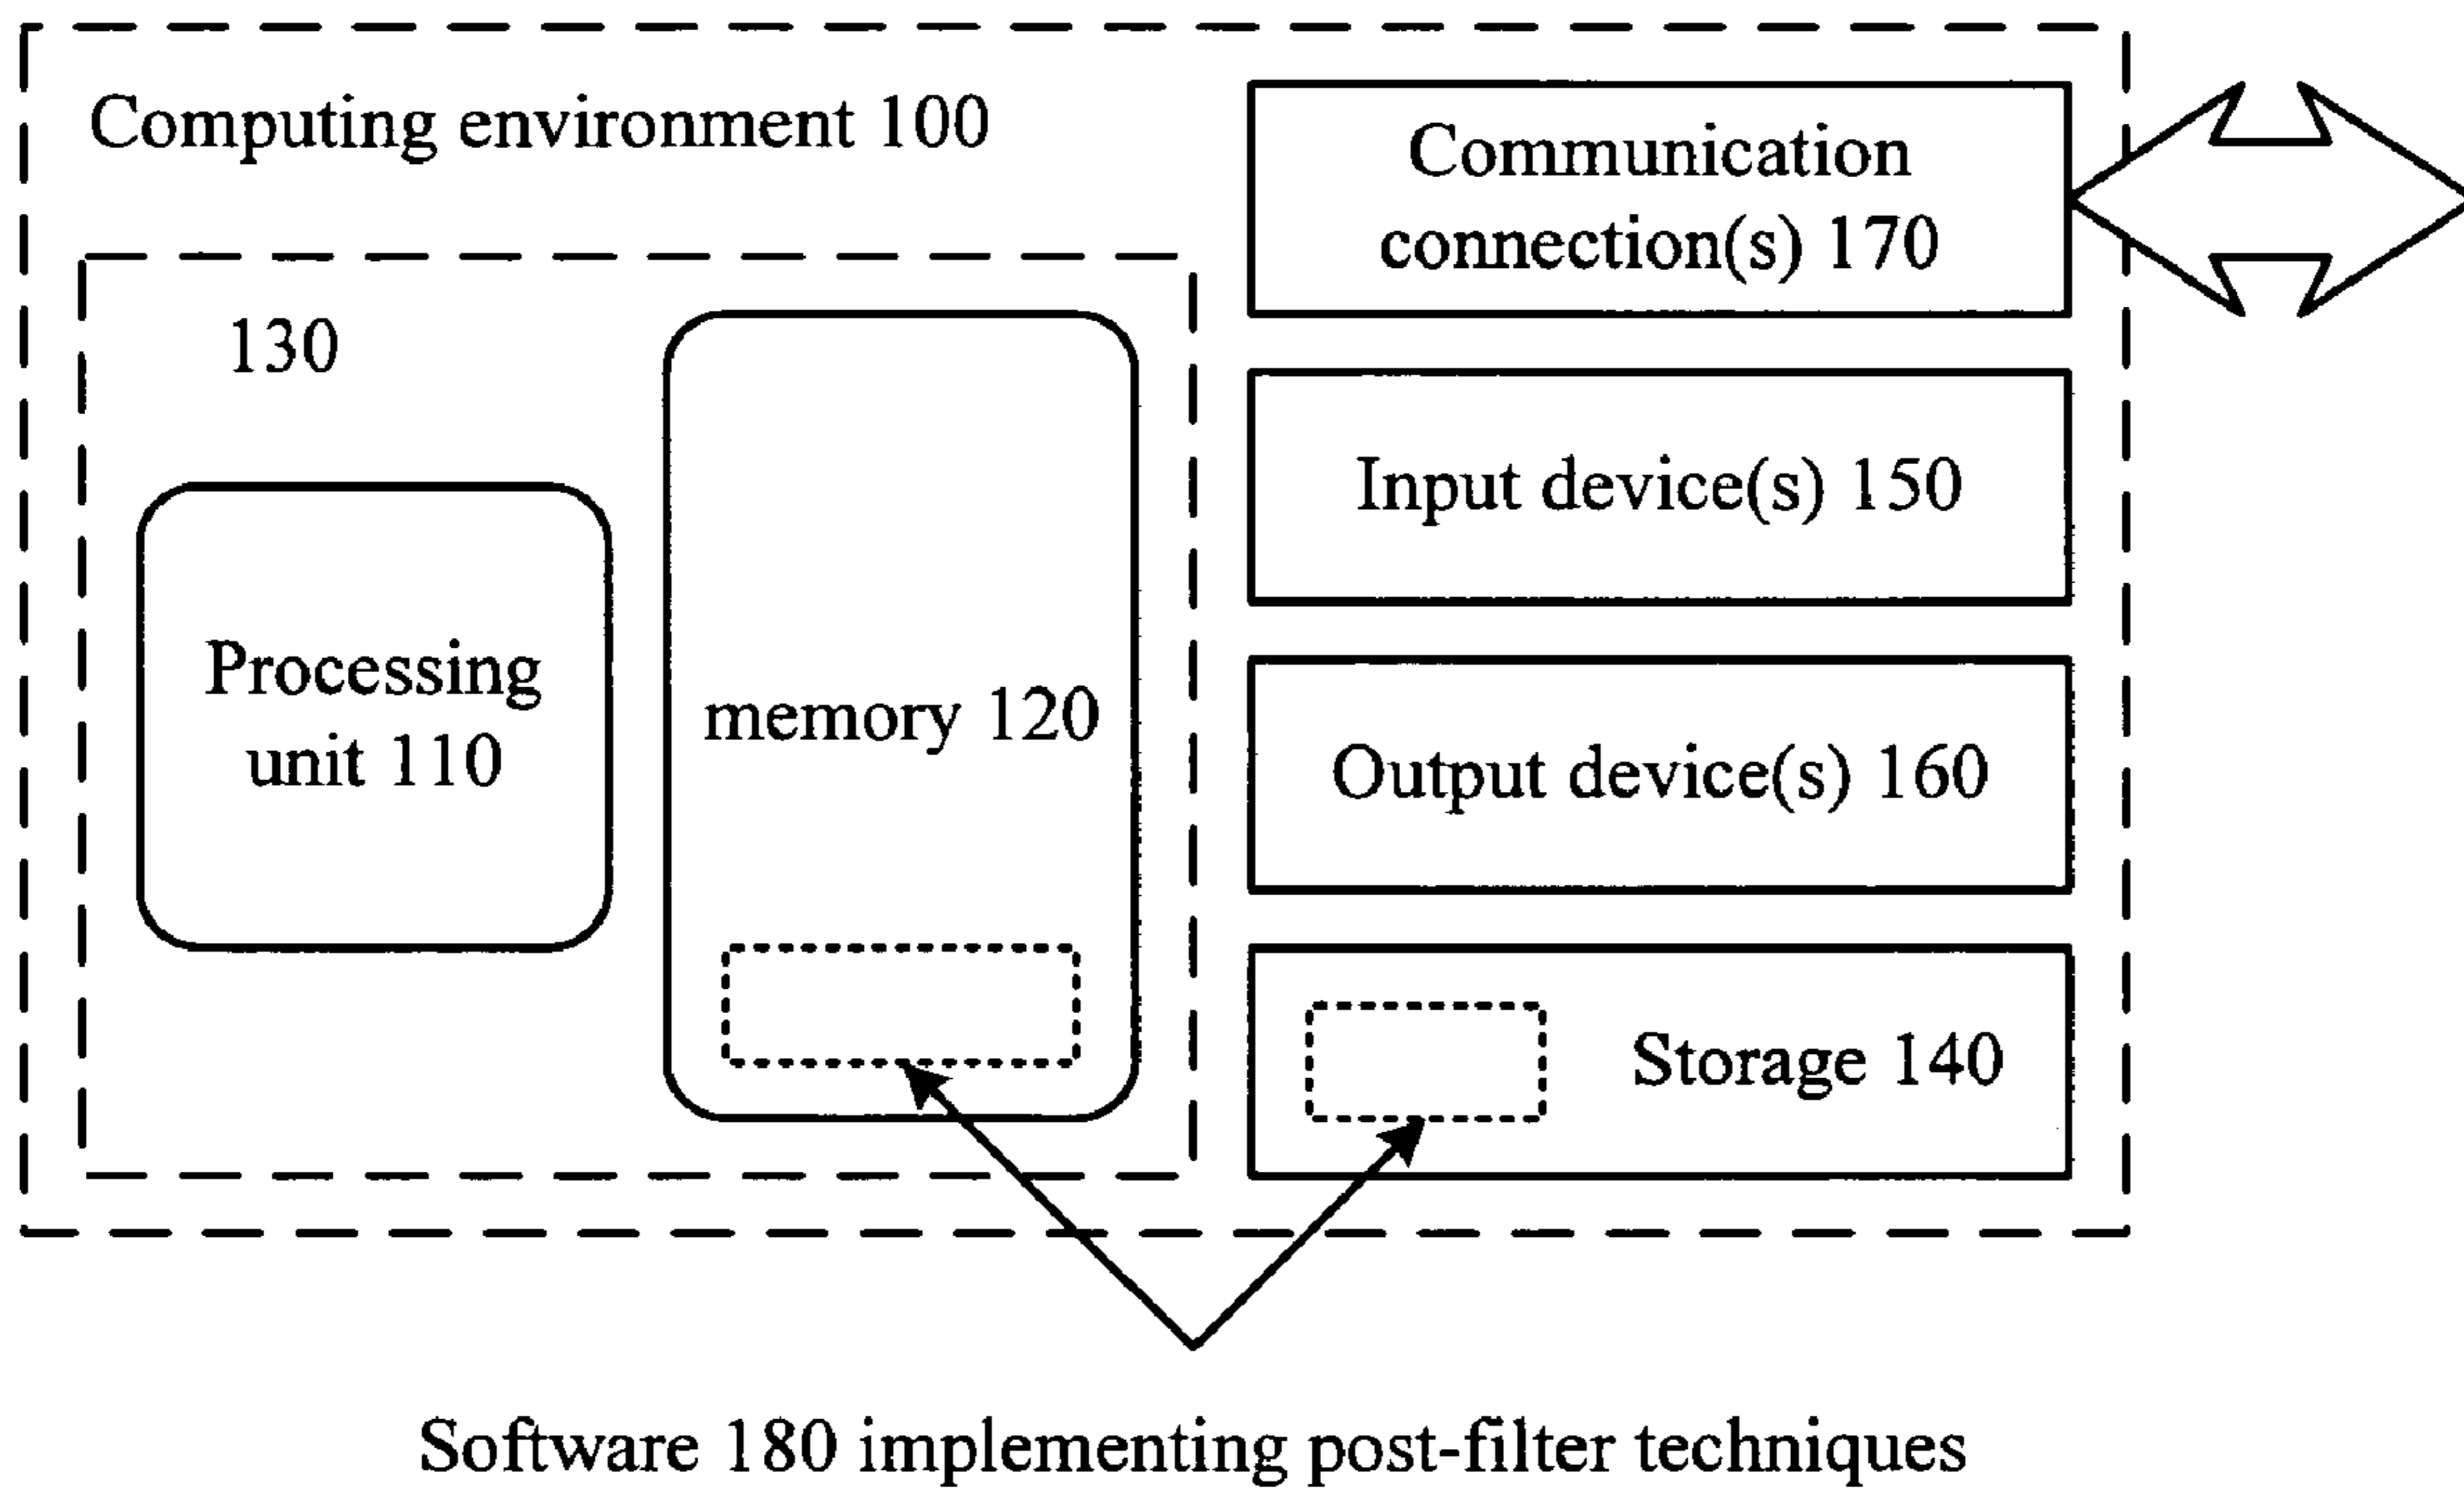 Computing environment 100
130
Processing
unit 110
memory 120
Communication
connection(s) 170
Input device(s) 150
Output device(s) 160
Storage 140
Software 180 implementing post-filter techniques